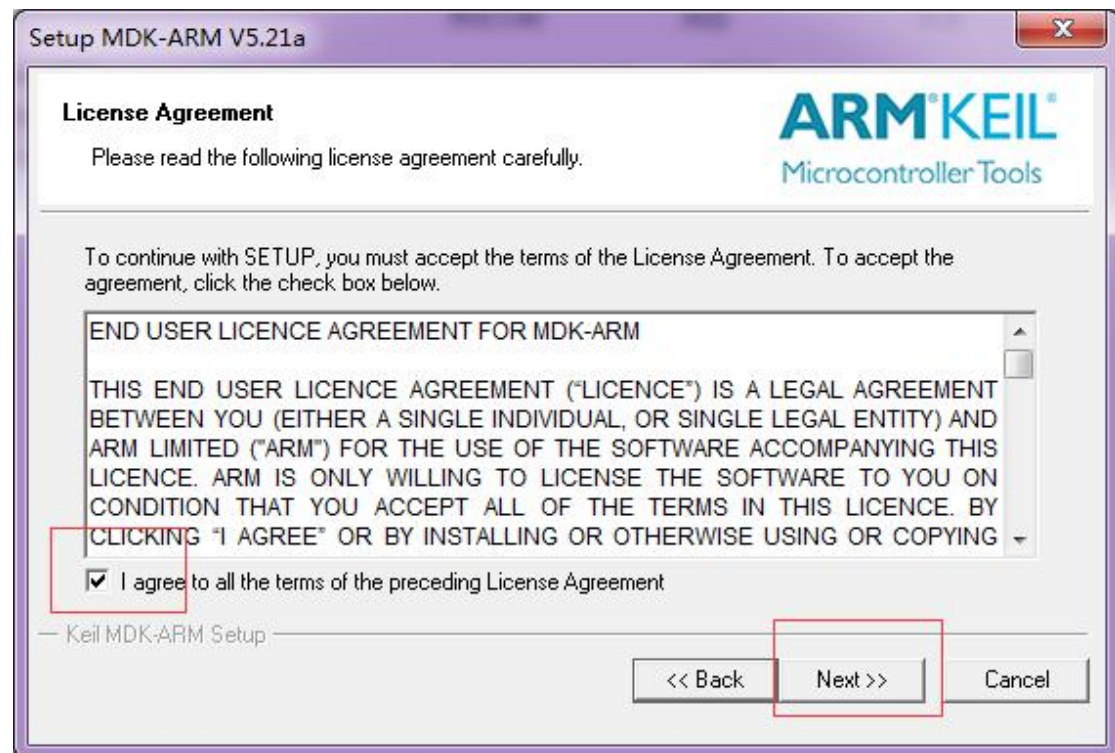 Setup MDK-ARM V5.21a
x
License Agreement
Please read the following license agreement carefully.
ARM®KEIL®
Microcontroller Tools
To continue with SETUP, you must accept the terms of the License Agreement. To accept the
agreement, click the check box below.
END USER LICENCE AGREEMENT FOR MDK-ARM
THIS END USER LICENCE AGREEMENT (“LICENCE”) IS A LEGAL AGREEMENT
BETWEEN YOU (EITHER A SINGLE INDIVIDUAL, OR SINGLE LEGAL ENTITY) AND
ARM LIMITED ("ARM") FOR THE USE OF THE SOFTWARE ACCOMPANYING THIS
LICENCE. ARM IS ONLY WILLING TO LICENSE THE SOFTWARE TO YOU ON
CONDITION THAT YOU ACCEPT ALL OF THE TERMS IN THIS LICENCE. BY
CLICKING “I AGREE” OR BY INSTALLING OR OTHERWISE USING OR COPYING
I agree to all the terms of the preceding License Agreement
Keil MDK-ARM Setup
<< Back Next >> Cancel